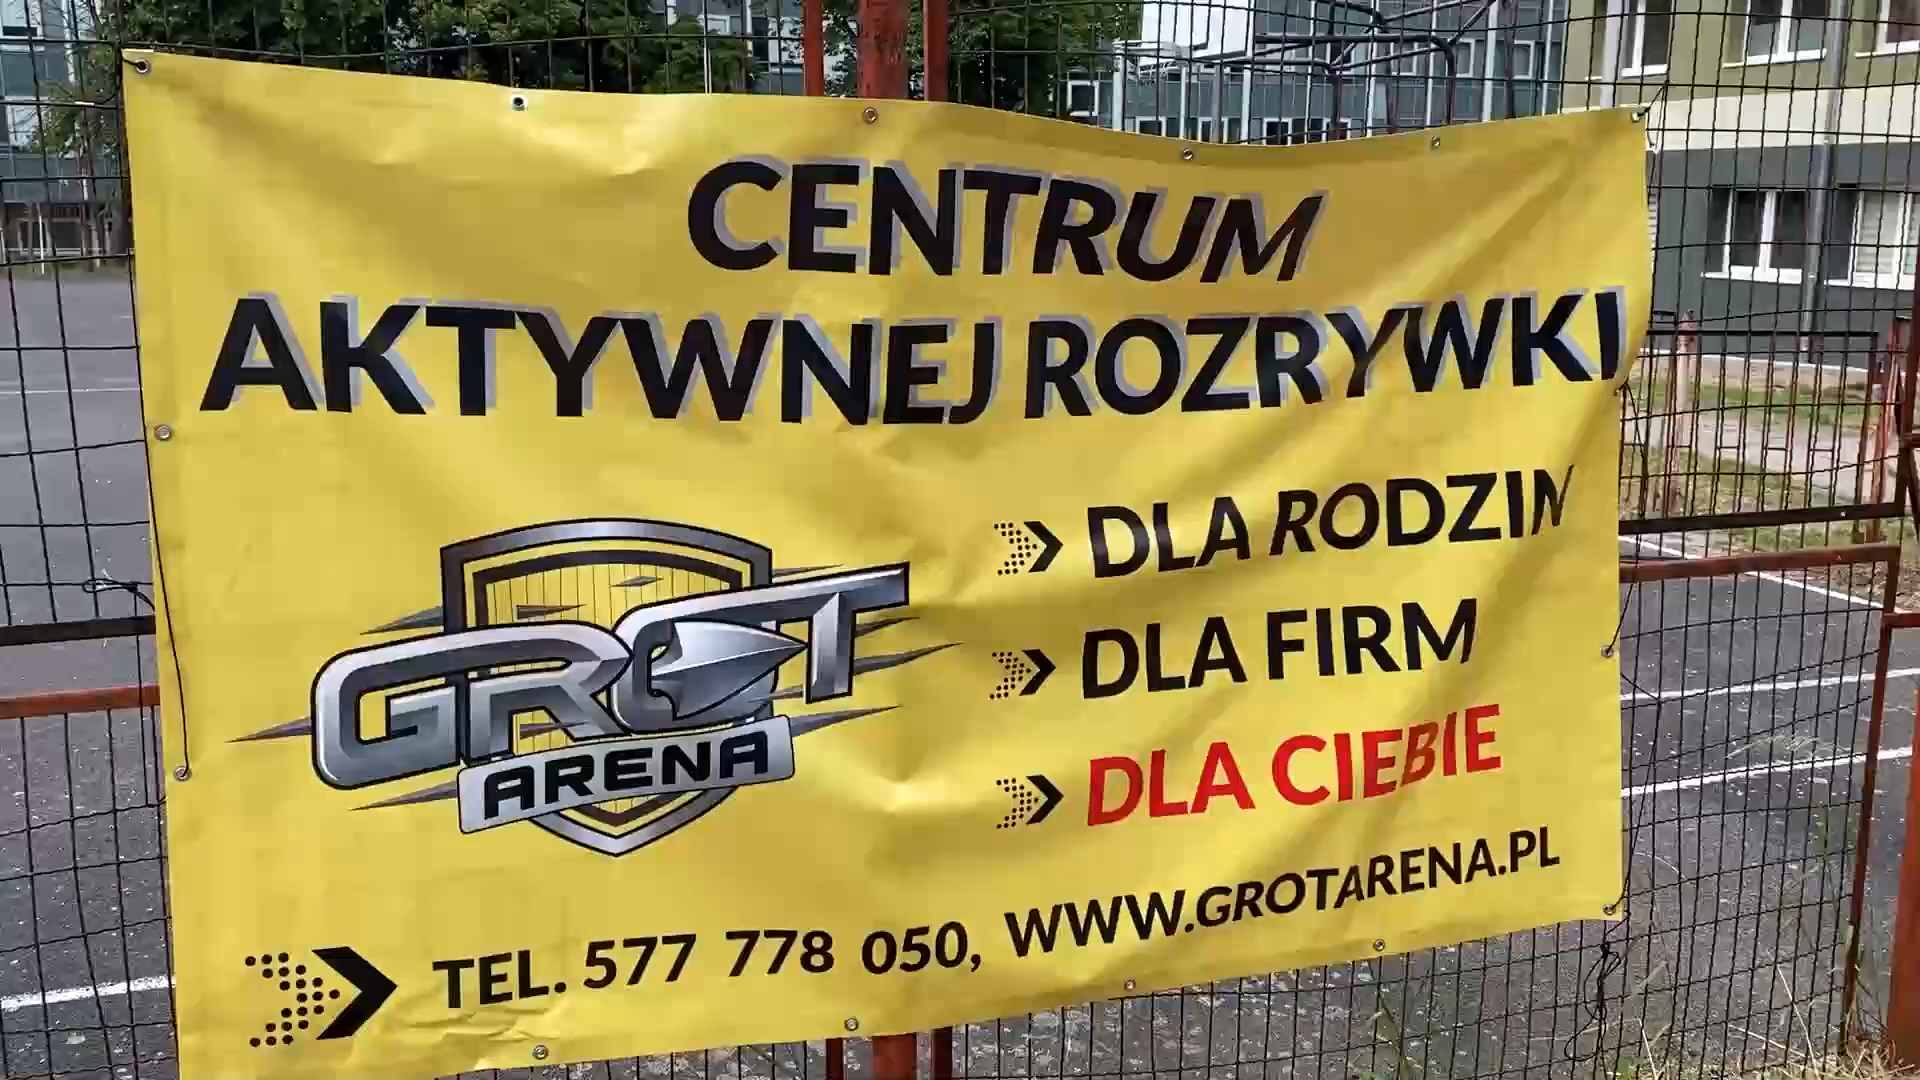 CENTRUM
AKTYWNEJ ROZRYWKI
DLA RODZIN
DLA FIRM
DLA CIEBIE
GROT
ARENA
TEL. 577 778 050, WWW.GROTARENA.PL